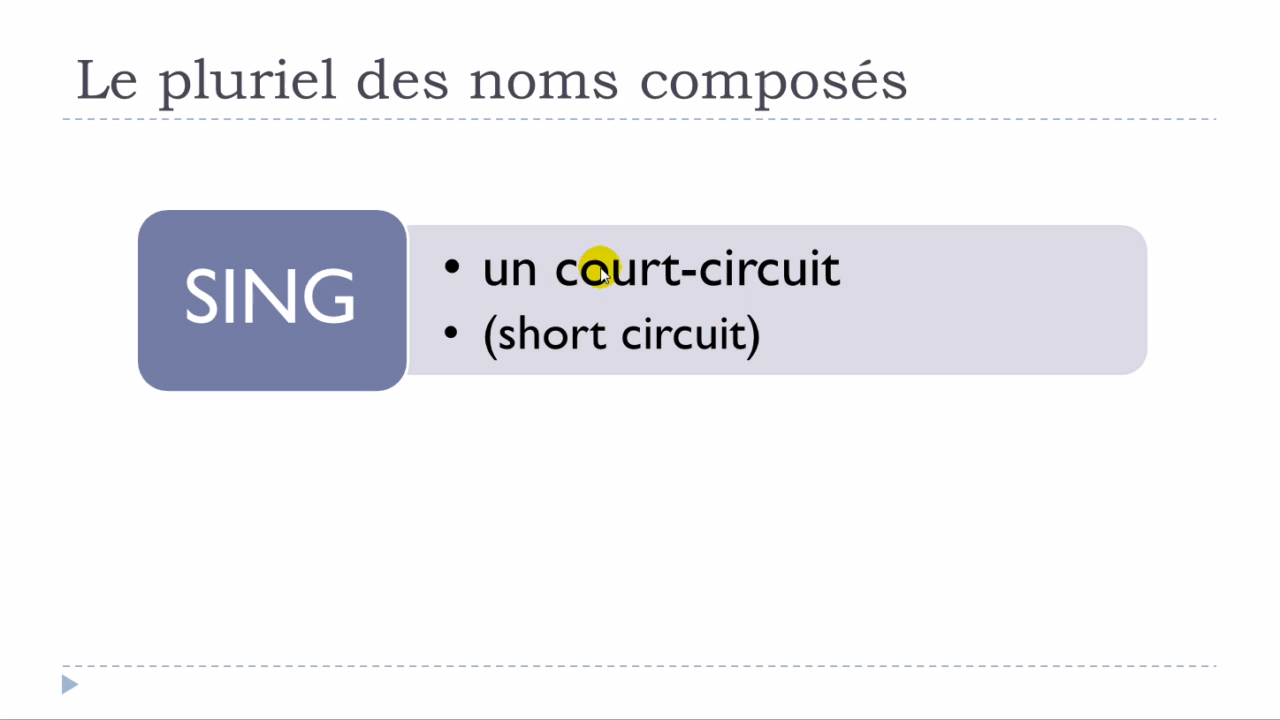 Le pluriel des noms composés
SING
• un court-circuit
• (short circuit)